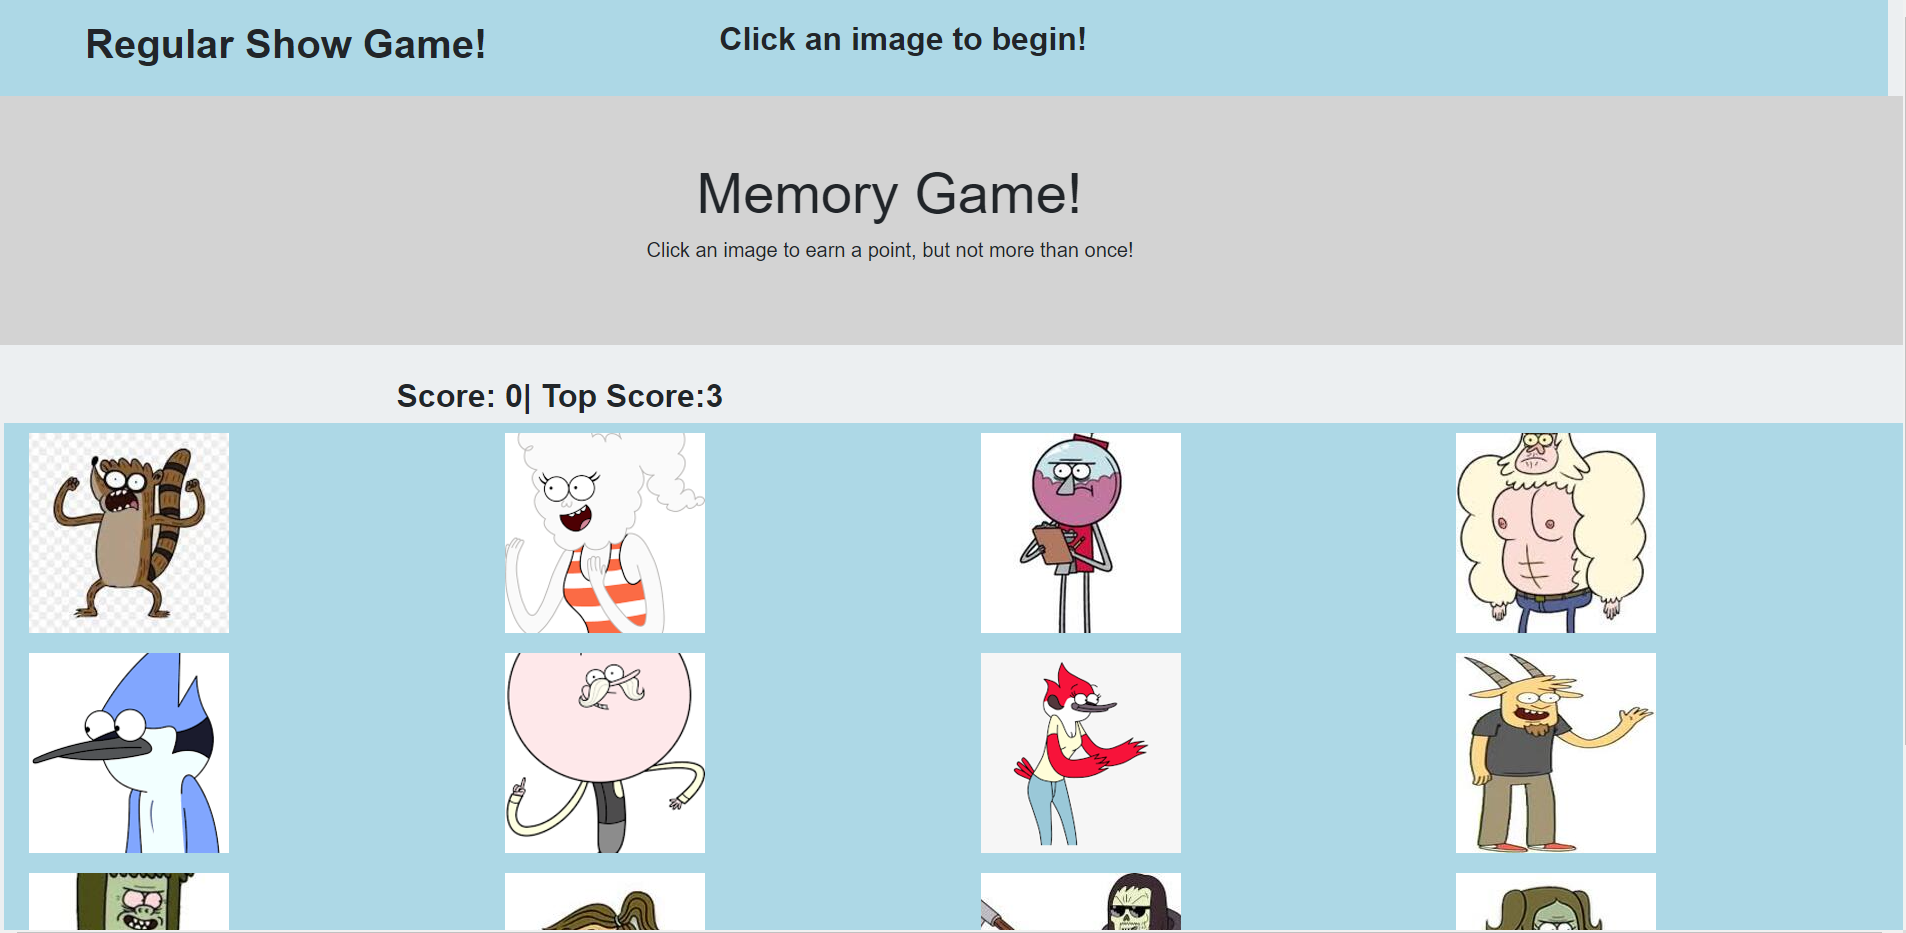 Regular Show Game!
Click an image to begin!
Memory Game!
Click an image to earn a point, but not more than once!
Score: 0| Top Score:3